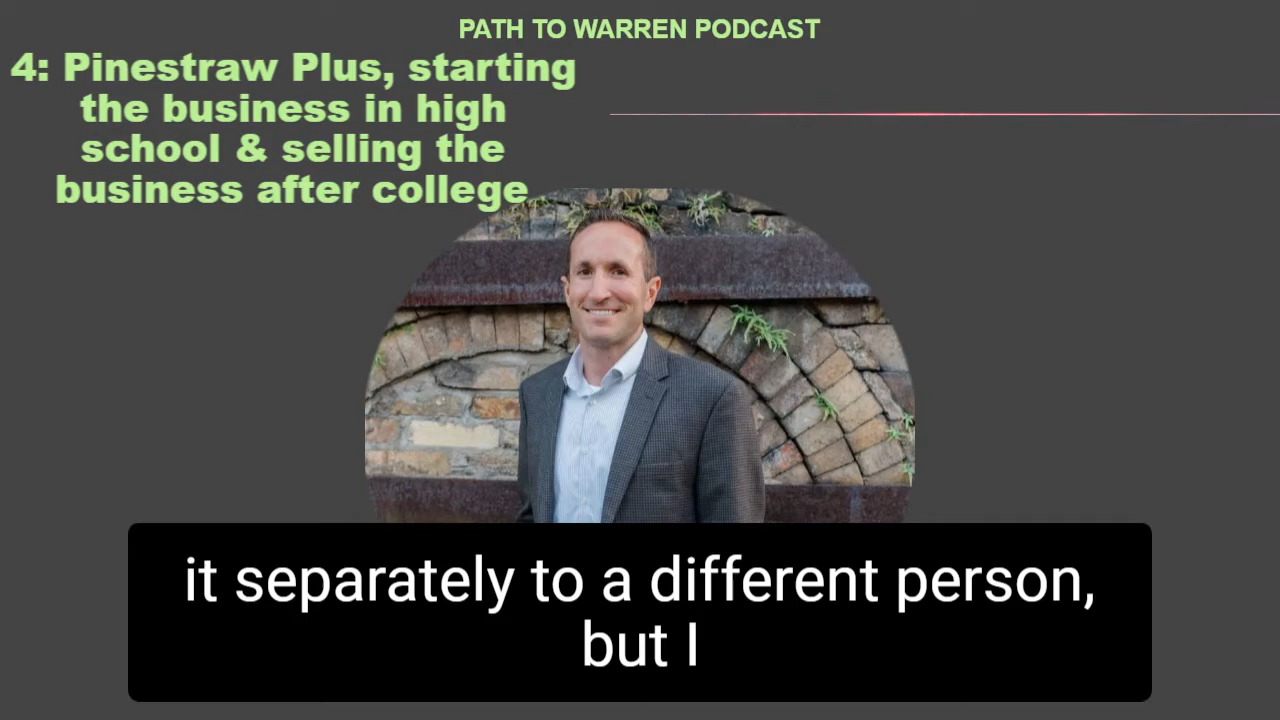 PATH TO WARREN PODCAST
4: Pinestraw Plus, starting
the business in high
school & selling the
business after college
it separately to a different person,
but I